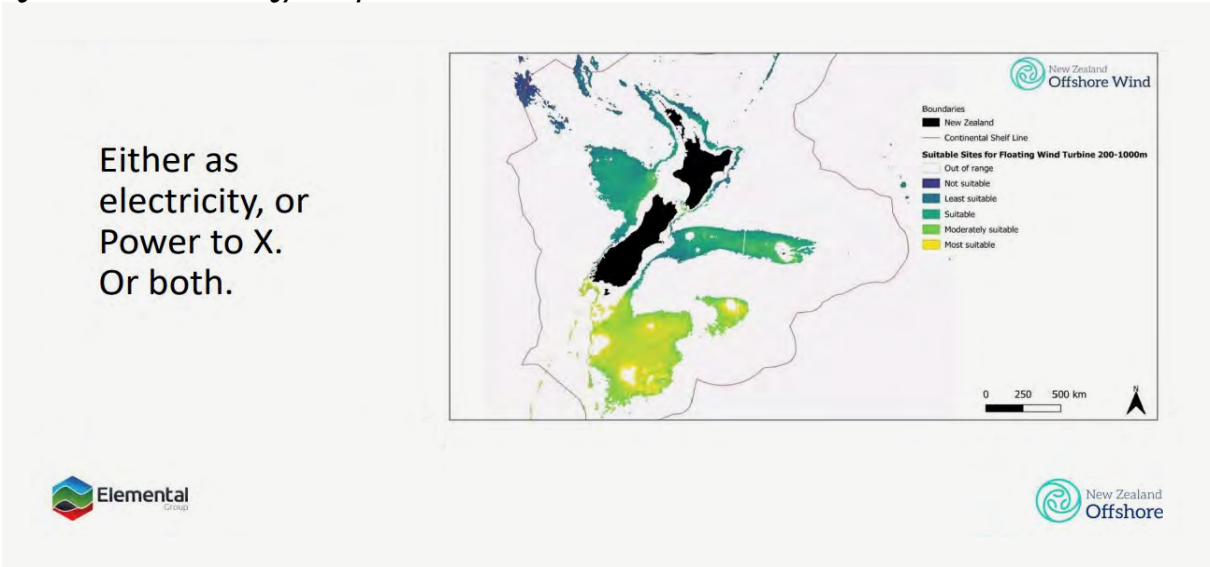 Either as
electricity, or
Power to X.
Or both.
New Zealand
Offshore Wind
Boundaries
New Zealand
Continental Shelf Line
Suitable Sites for Floating Wind Turbine 200-1000m
Out of range
Not suitable
Least suitable
Suitable
Moderately suitable
Most suitable
0 250 500 km
N
Elemental
Group
New Zealand
Offshore